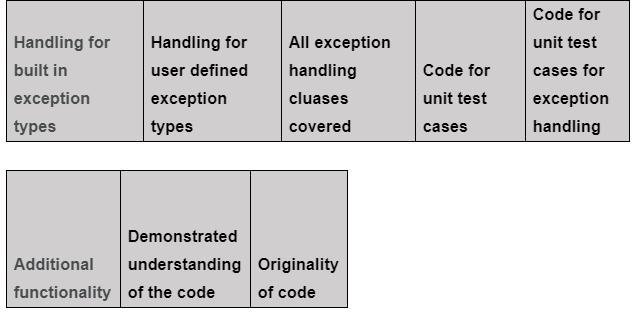 Handling for
built in
exception
types
Handling for
user defined
exception
types
All exception
handling
cluases
covered
Code for
unit test
cases
Code for
unit test
cases for
exception
handling
Additional
functionality
Demonstrated
understanding
of the code
Originality
of code